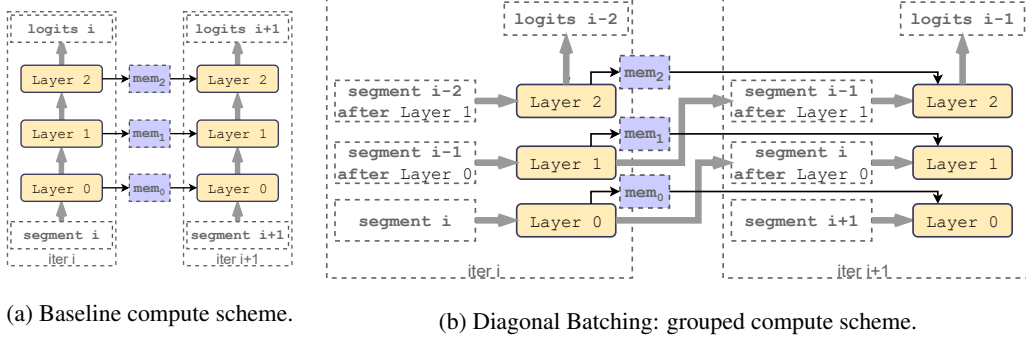 logits i
logits i+1
Layer 2
mem2
Layer 2
Layer 1
mem1
Layer 1
Layer 0
mem0
Layer 0
segment i
segment i+1
iter i
iter i+1
(a) Baseline compute scheme.
logits i-2
logits i-1
mem2
segment i-2
after Layer 1
Layer 2
segment i-1
after Layer 1
Layer 2
mem1
segment i-1
after Layer 0
Layer 1
segment i
after Layer 0
Layer 1
mem0
segment i
Layer 0
segment i+1
Layer 0
iter i
iter i+1
(b) Diagonal Batching: grouped compute scheme.